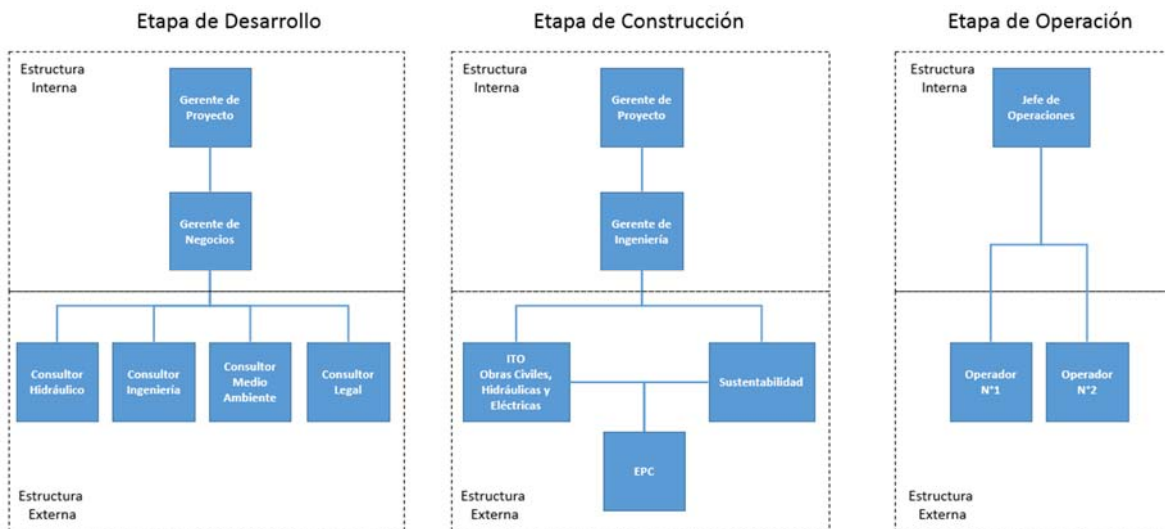 Etapa de Desarrollo
Estructura
Interna
Gerente de
Proyecto
Gerente de
Negocios
Consultor
Hidráulico
Consultor
Ingeniería
Consultor
Medio
Ambiente
Consultor
Legal
Estructura
Externa
Etapa de Construcción
Estructura
Interna
Gerente de
Proyecto
Gerente de
Ingeniería
ITO
Obras Civiles,
Hidráulicas y
Eléctricas
Sustentabilidad
EPC
Estructura
Externa
Etapa de Operación
Estructura
Interna
Jefe de
Operaciones
Operador
N°1
Operador
N°2
Estructura
Externa